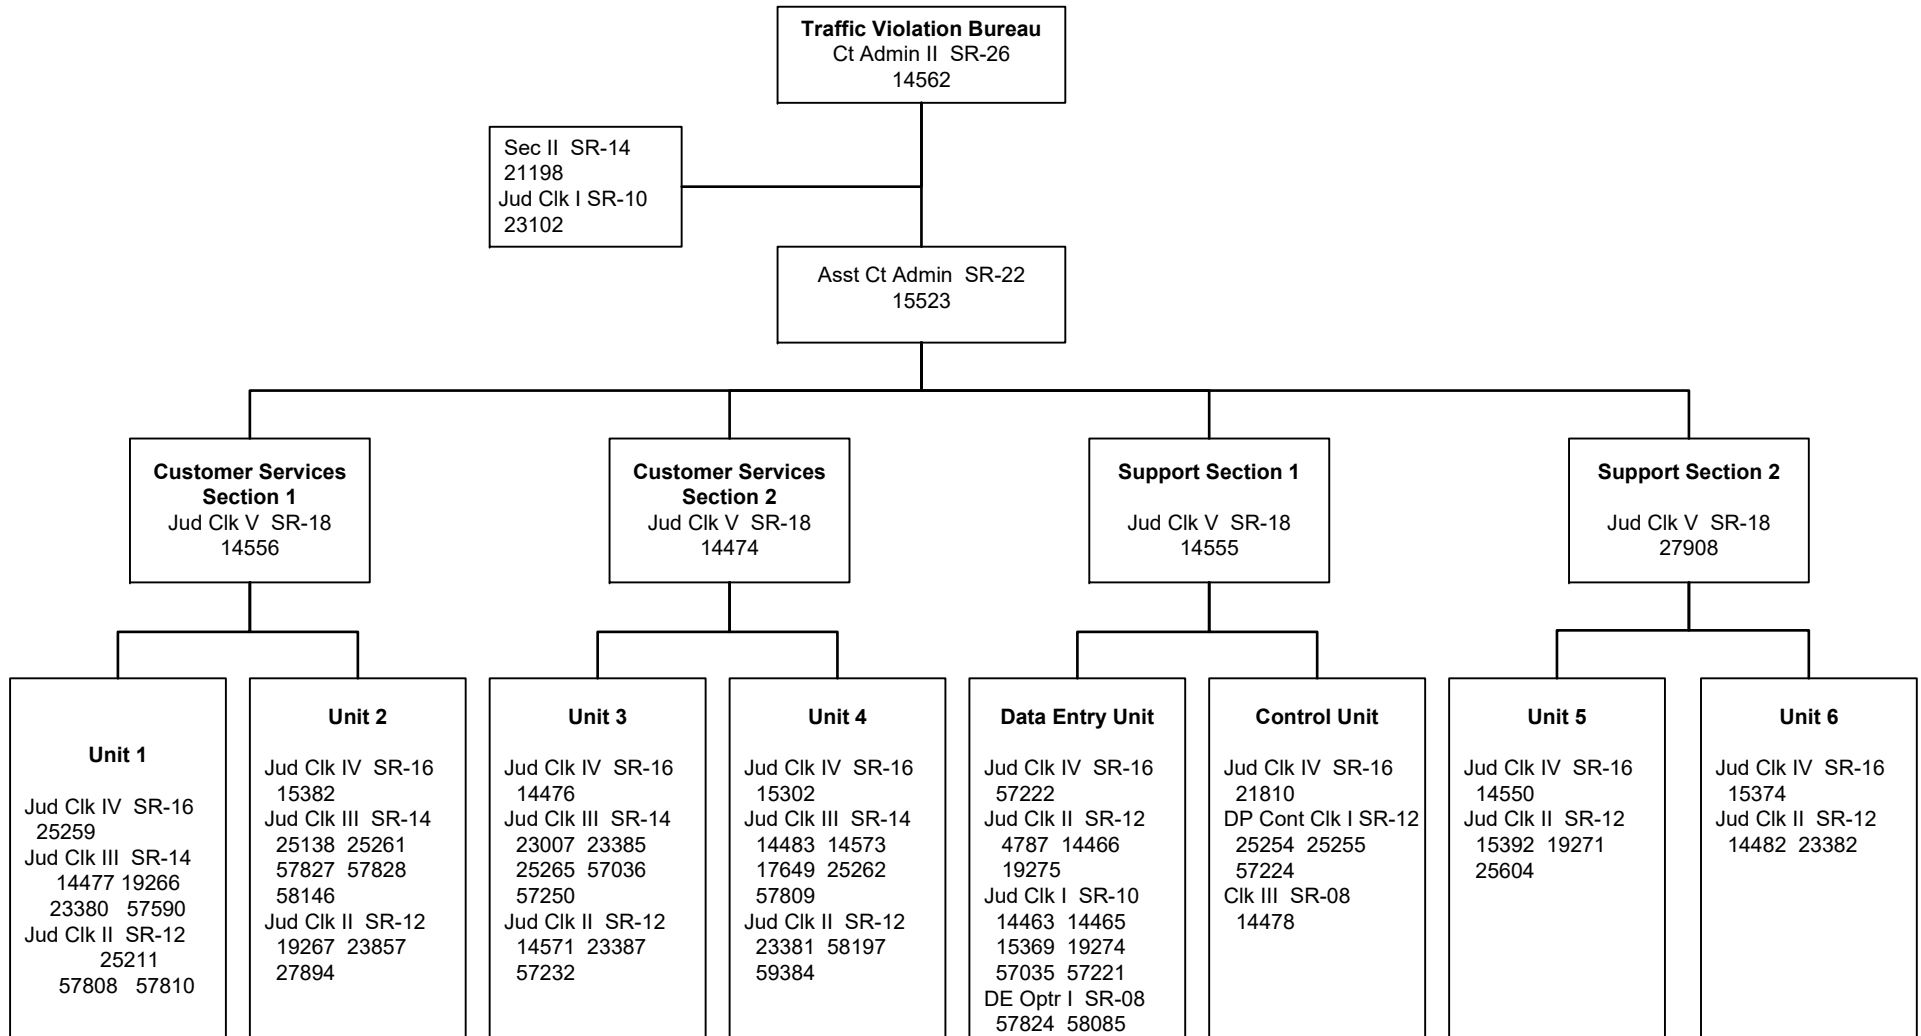 Traffic Violation Bureau
Ct Admin II SR-26
14562
Sec II SR-14
21198
Jud Clk I SR-10
23102
Asst Ct Admin SR-22
15523
Customer Services
Section 1
Jud Clk V SR-18
14556
Customer Services
Section 2
Jud Clk V SR-18
14474
Support Section 1
Jud Clk V SR-18
14555
Support Section 2
Jud Clk V SR-18
27908
Unit 1
Jud Clk IV SR-16
25259
Jud Clk III SR-14
14477 19266
23380 57590
Jud Clk II SR-12
25211
57808 57810
Unit 2
Jud Clk IV SR-16
15382
Jud Clk III SR-14
25138 25261
57827 57828
58146
Jud Clk II SR-12
19267 23857
27894
Unit 3
Jud Clk IV SR-16
14476
Jud Clk III SR-14
23007 23385
25265 57036
57250
Jud Clk II SR-12
14571 23387
57232
Unit 4
Jud Clk IV SR-16
15302
Jud Clk III SR-14
14483 14573
17649 25262
57809
Jud Clk II SR-12
23381 58197
59384
Data Entry Unit
Jud Clk IV SR-16
57222
Jud Clk II SR-12
4787 14466
19275
Jud Clk I SR-10
14463 14465
15369 19274
57035 57221
DE Optr I SR-08
57824 58085
Control Unit
Jud Clk IV SR-16
21810
DP Cont Clk I SR-12
25254 25255
57224
Clk III SR-08
14478
Unit 5
Jud Clk IV SR-16
14550
Jud Clk II SR-12
15392 19271
25604
Unit 6
Jud Clk IV SR-16
15374
Jud Clk II SR-12
14482 23382